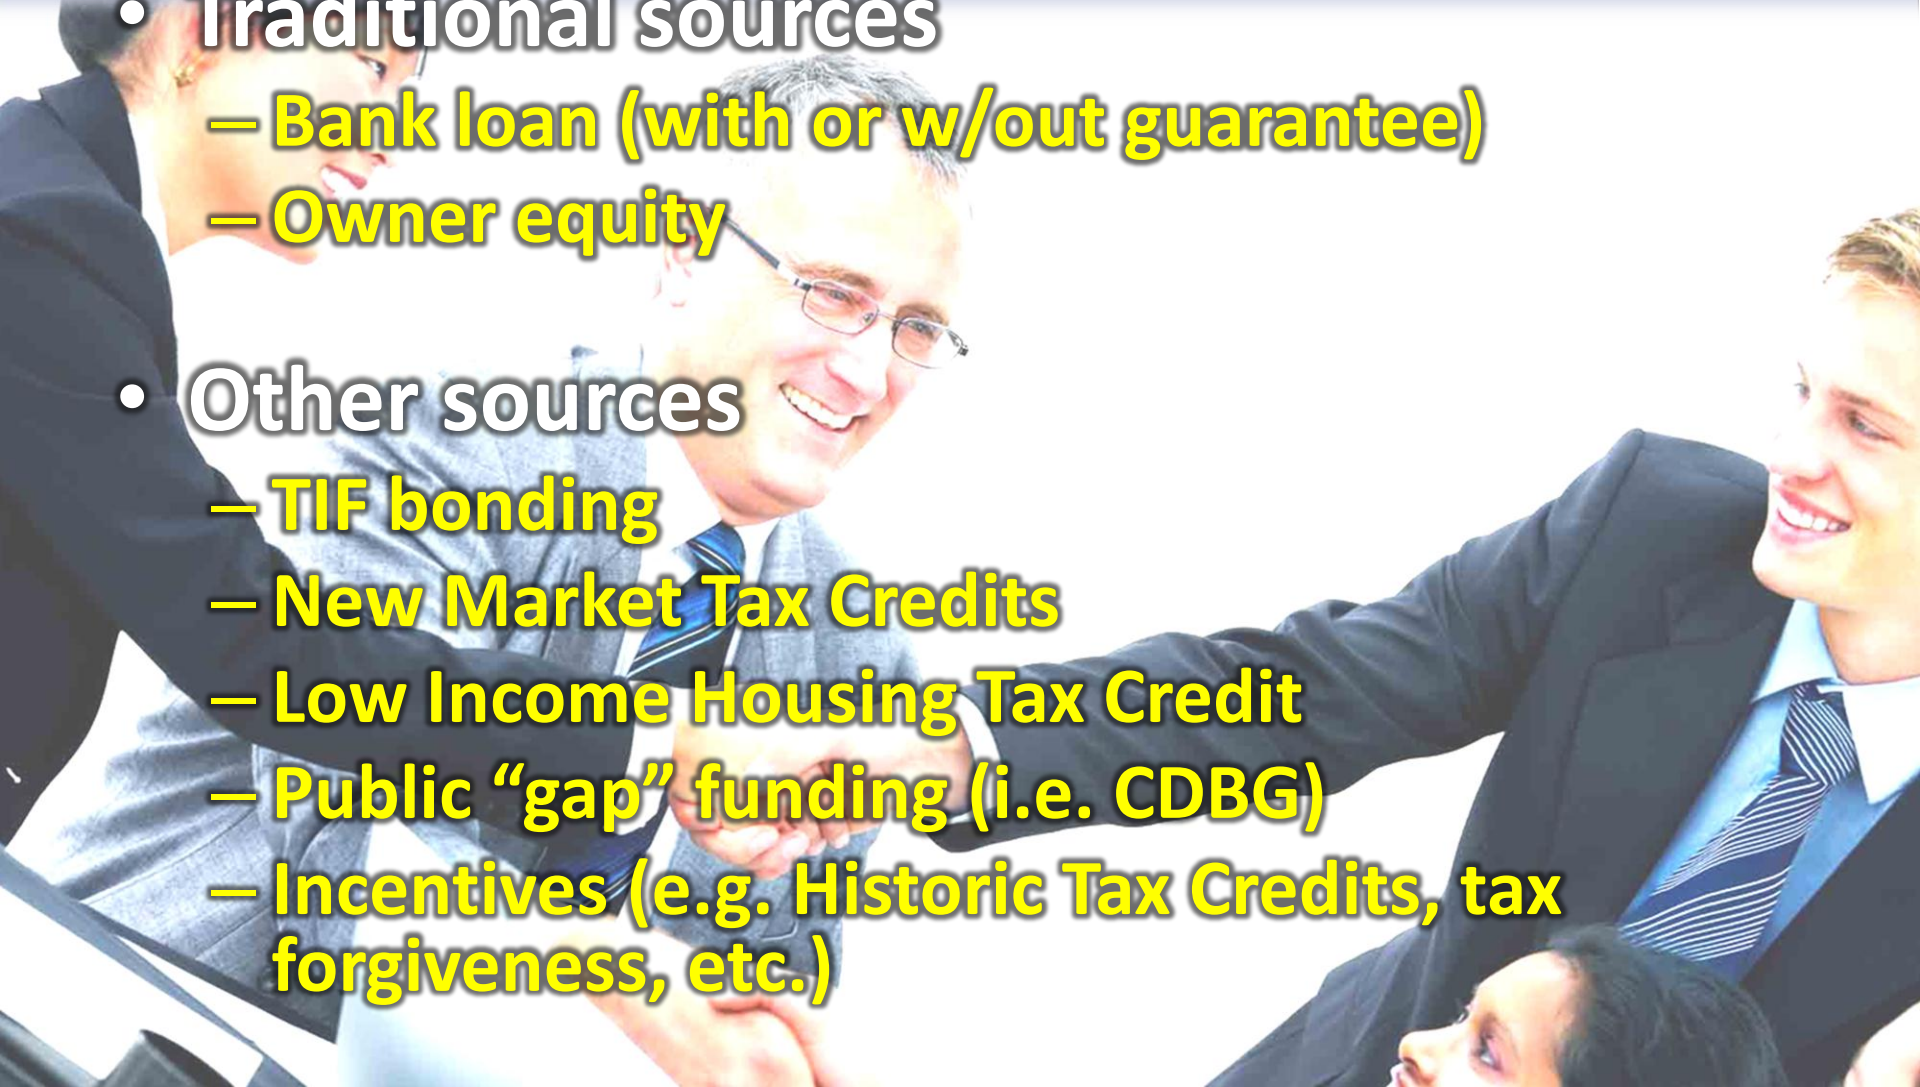 • Traditional sources
– Bank loan (with or w/out guarantee)
– Owner equity
• Other sources
– TIF bonding
– New Market Tax Credits
– Low Income Housing Tax Credit
– Public “gap” funding (i.e. CDBG)
– Incentives (e.g. Historic Tax Credits, tax
forgiveness, etc.)